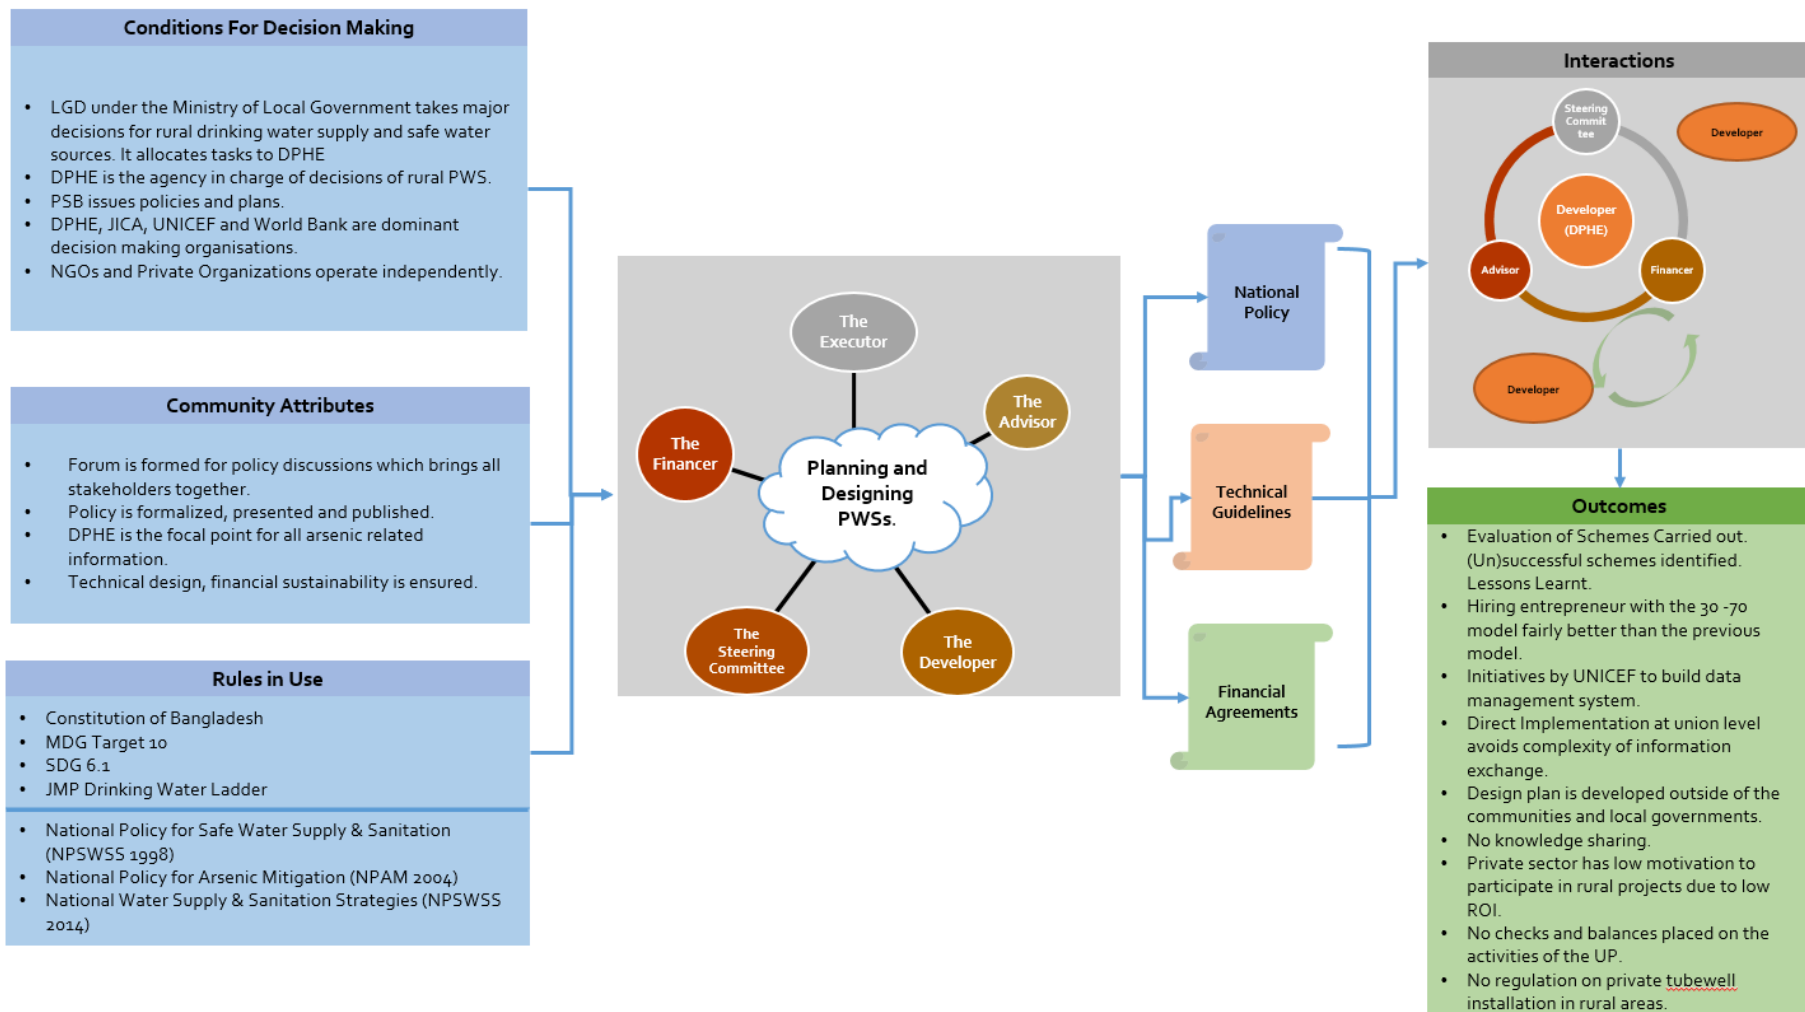 Conditions For Decision Making
• LGD under the Ministry of Local Government takes major
decisions for rural drinking water supply and safe water
sources. It allocates tasks to DPHE
• DPHE is the agency in charge of decisions of rural PWS.
• PSB issues policies and plans.
• DPHE, JICA, UNICEF and World Bank are dominant
decision making organisations.
• NGOs and Private Organizations operate independently.
Community Attributes
• Forum is formed for policy discussions which brings all
stakeholders together.
• Policy is formalized, presented and published.
• DPHE is the focal point for all arsenic related
information.
• Technical design, financial sustainability is ensured.
Rules in Use
• Constitution of Bangladesh
• MDG Target 10
• SDG 6.1
• JMP Drinking Water Ladder
• National Policy for Safe Water Supply & Sanitation
(NPSWSS 1998)
• National Policy for Arsenic Mitigation (NPAM 2004)
• National Water Supply & Sanitation Strategies (NPSWSS
2014)
The
Executor
The
Advisor
The
Financer
Planning and
Designing
PWSs.
The
Steering
Committee
The
Developer
National
Policy
Technical
Guidelines
Financial
Agreements
Interactions
Steering
Commit
tee
Developer
Developer
(DPHE)
Advisor
Financer
Developer
Outcomes
• Evaluation of Schemes Carried out.
(Un)successful schemes identified.
Lessons Learnt.
• Hiring entrepreneur with the 30 -70
model fairly better than the previous
model.
• Initiatives by UNICEF to build data
management system.
• Direct Implementation at union level
avoids complexity of information
exchange.
• Design plan is developed outside of the
communities and local governments.
• No knowledge sharing.
• Private sector has low motivation to
participate in rural projects due to low
ROI.
• No checks and balances placed on the
activities of the UP.
• No regulation on private tubewell
installation in rural areas.